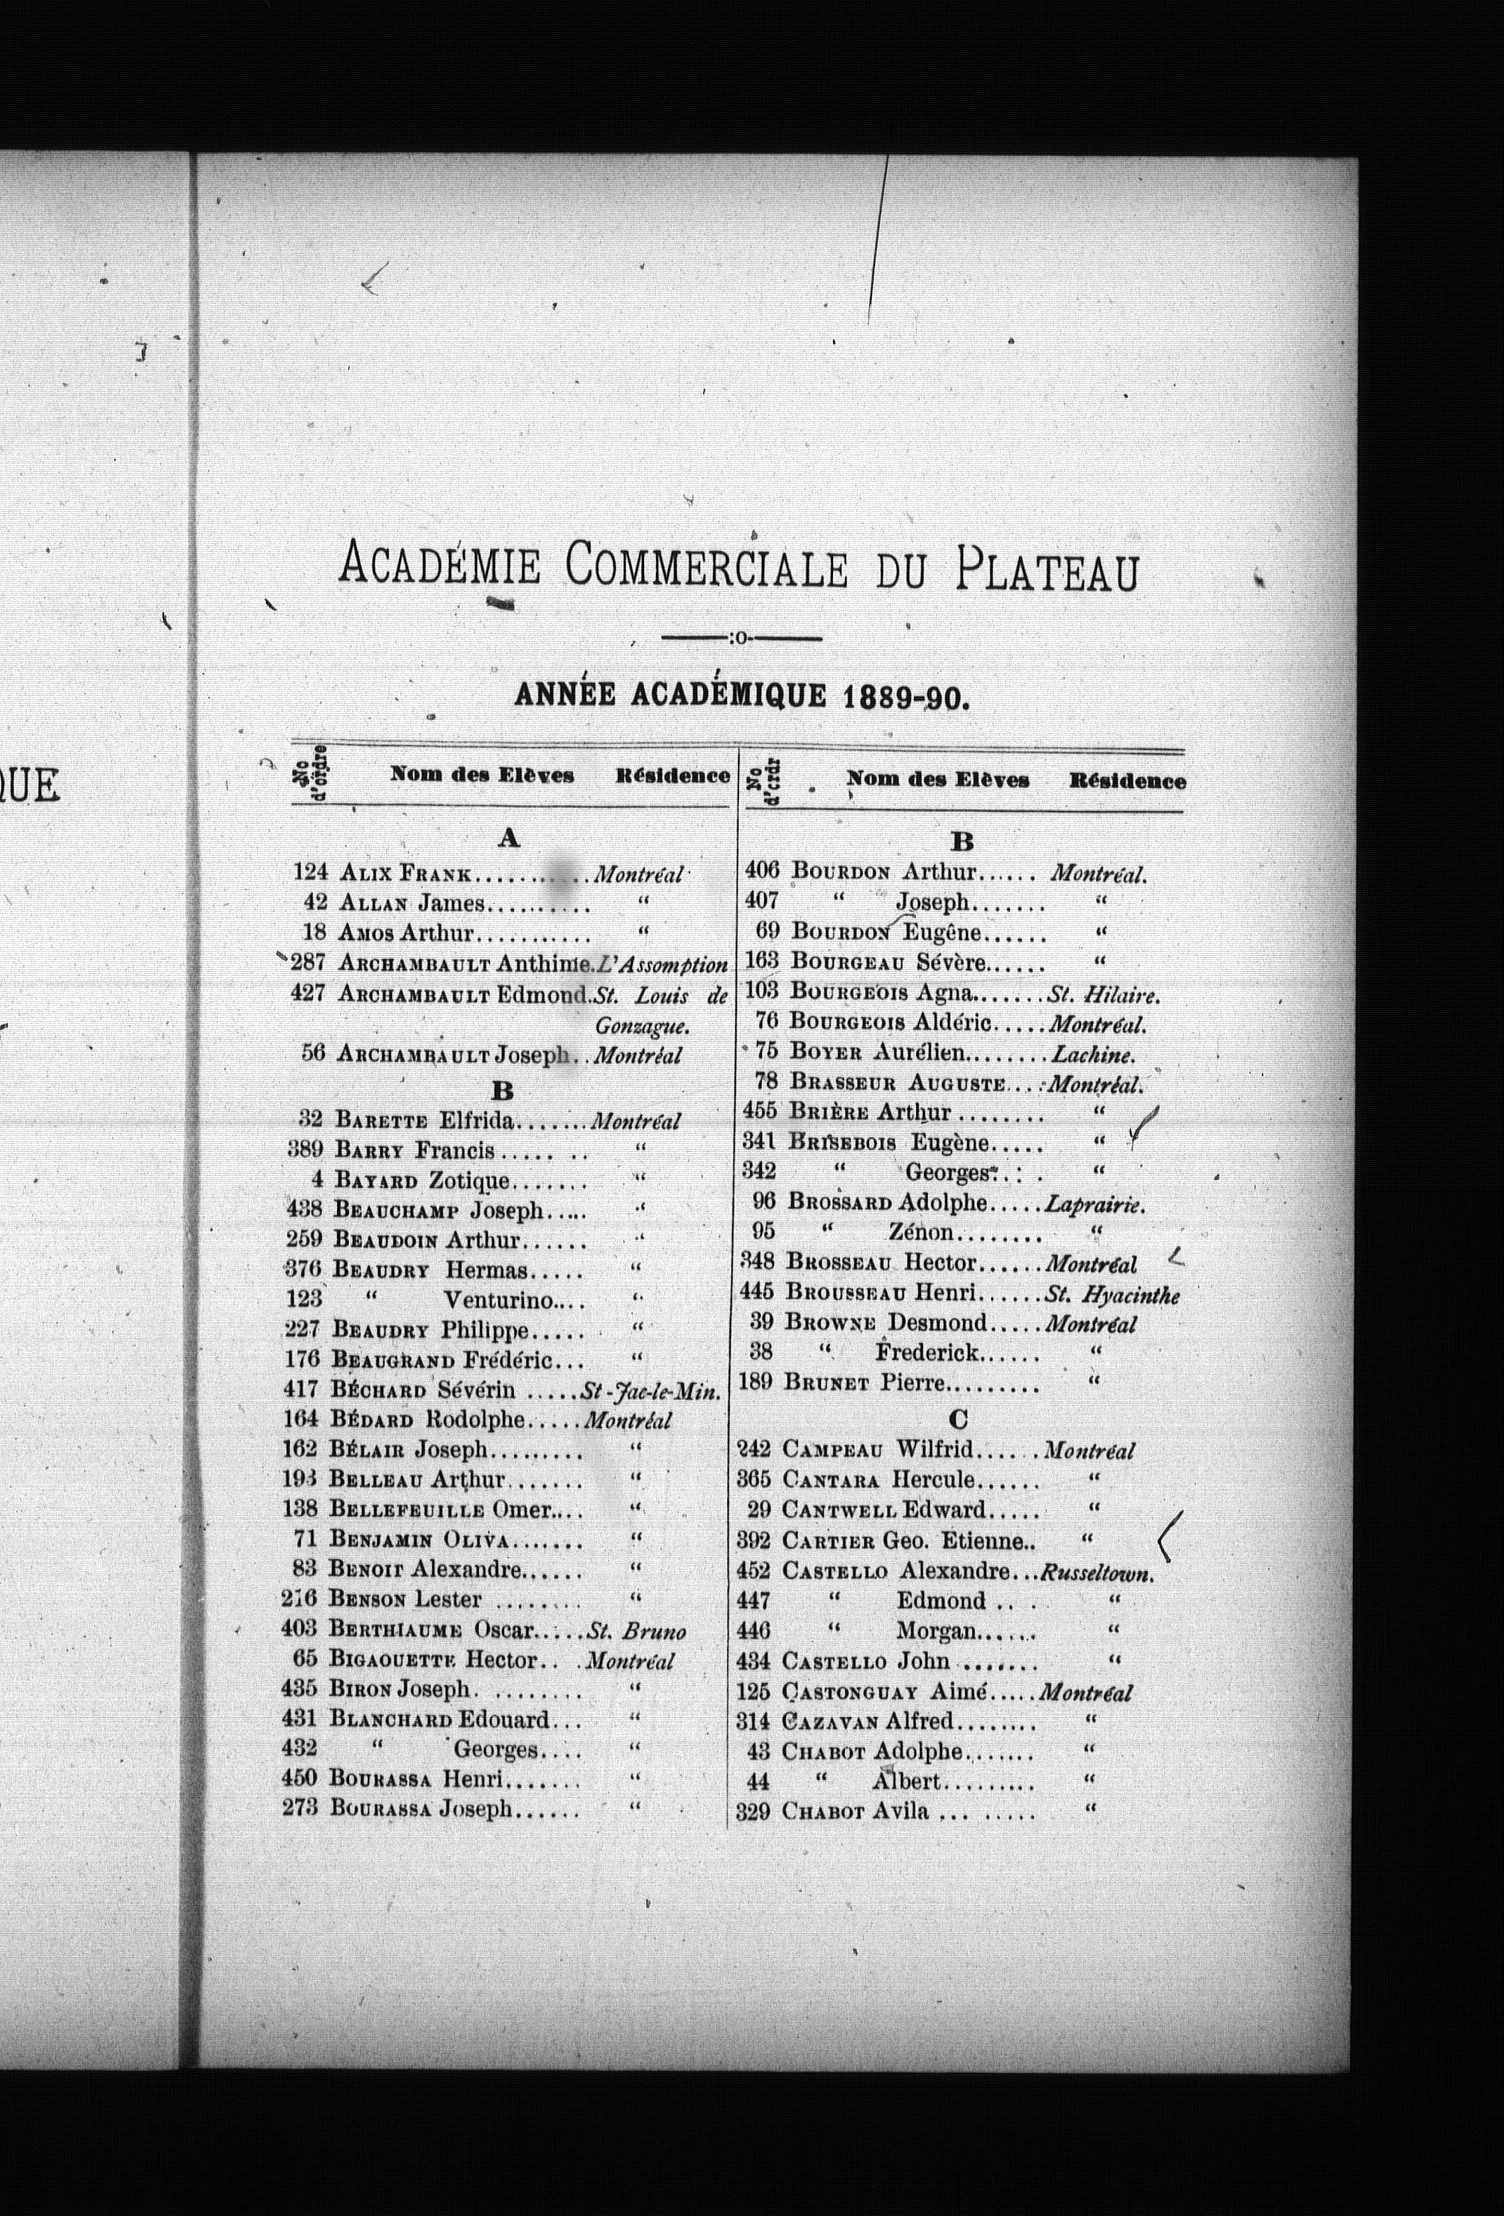 QUE
ACADÉMIE COMMERCIALE DU PLATEAU
:o:
ANNÉE ACADÉMIQUE 1889-90.
No d'ordre Nom des Elèves Résidence
A
124 ALIX FRANK........... Montréal
42 ALLAN James.......... “
18 AMOS Arthur........... “
287 ARCHAMBAULT Anthime. L'Assomption
427 ARCHAMBAULT Edmond. St. Louis de
Gonzague.
56 ARCHAMBAULT Joseph.. Montréal
B
32 BARETTE Elfrida....... Montréal
389 BARRY Francis..... .. “
4 BAYARD Zotique....... “
438 BEAUCHAMP Joseph..... “
259 BEAUDOIN Arthur...... “
376 BEAUDRY Hermas..... “
123 “ Venturino.... “
227 BEAUDRY Philippe..... “
176 BEAUGRAND Frédéric... “
417 BÉCHARD Sévérin ..... St-Jac-le-Min.
164 BÉDARD Rodolphe..... Montréal
162 BÉLAIR Joseph......... “
193 BELLEAU Arthur....... “
138 BELLEFEUILLE Omer.... “
71 BENJAMIN OLIVA....... “
83 BENOIT Alexandre...... “
216 BENSON Lester ........ “
403 BERTHIAUME Oscar..... St. Bruno
65 BIGAOUETTE Hector.. . Montréal
435 BIRON Joseph. ........ “
431 BLANCHARD Edouard... “
432 “ Georges.... “
450 BOURASSA Henri....... “
273 BOURASSA Joseph...... “
No d'crdr Nom des Elèves Résidence
B
406 BOURDON Arthur...... Montréal.
407 “ Joseph....... “
69 BOURDON Eugêne...... “
163 BOURGEAU Sévère...... “
103 BOURGEOIS Agna....... St. Hilaire.
76 BOURGEOIS Aldéric..... Montréal.
75 BOYER Aurélien........ Lachine.
78 BRASSEUR AUGUSTE.... Montréal.
455 BRIÈRE Arthur ........ “
341 BRISEBOIS Eugène..... “
342 “ Georges..: . “
96 BROSSARD Adolphe..... Laprairie.
95 “ Zénon........ “
348 BROSSEAU Hector...... Montréal
445 BROUSSEAU Henri...... St. Hyacinthe
39 BROWNE Desmond..... Montréal
38 “ Frederick...... “
189 BRUNET Pierre......... “
C
242 CAMPEAU Wilfrid...... Montréal
365 CANTARA Hercule...... “
29 CANTWELL Edward..... “
392 CARTIER Geo. Etienne.. “
452 CASTELLO Alexandre... Russeltown.
447 “ Edmond .. . “
446 “ Morgan...... “
434 CASTELLO John ....... “
125 CASTONGUAY Aimé..... Montréal
314 CAZAVAN Alfred........ “
43 CHABOT Adolphe....... “
44 “ Albert......... “
329 CHABOT Avila ... ..... “